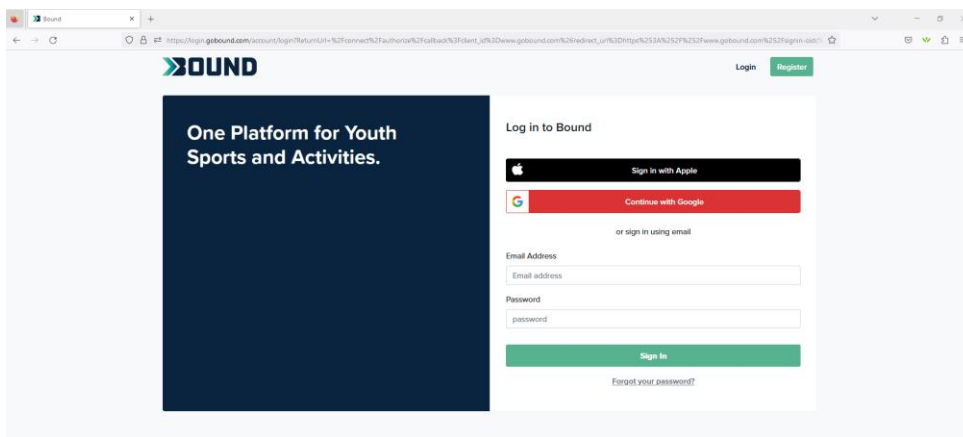 Bound
https://login.gobound.com/account/login?ReturnUrl=%2Fconnect%2Fauthorize%2Fcallback%3Fclient_id%3Dwww.gobound.com%26redirect_uri%3Dhttps%253A%252F%252Fwww.gobound.com%252Fsignin-oidc%
BOUND
Login Register
One Platform for Youth
Sports and Activities.
Log in to Bound
Sign in with Apple
Continue with Google
or sign in using email
Email Address
Email address
Password
password
Sign In
Forgot your password?